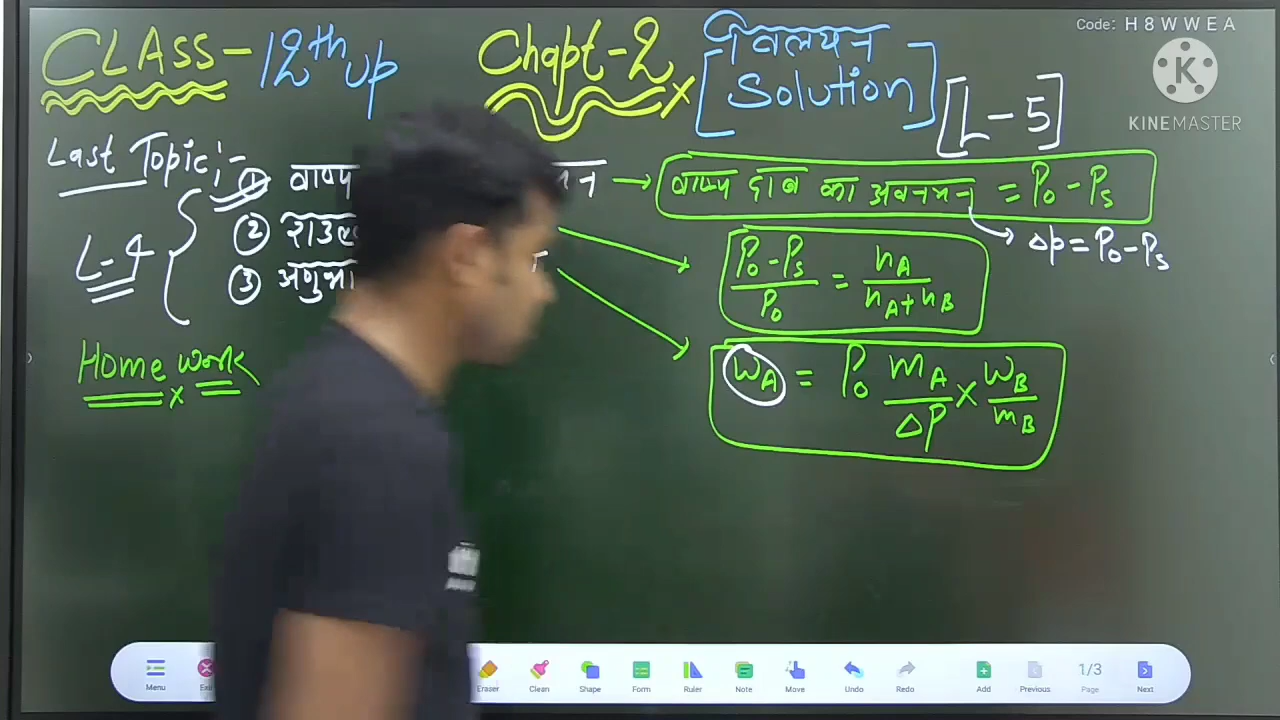 Code: H8WWEA
K
KINEMASTER
CLASS - 12th up
Chapt-2 x [विलयन Solution] [L-5]
Last Topic :-
L-4
① वाष्प मन → वाष्प दाब का अवनमन = P₀ - Pₛ
→ Δp = P₀ - Pₛ
② राउल
(P₀ - Pₛ)/P₀ = n_A/(n_A + n_B)
③ अणुभा
w_A = P₀ m_A/ΔP × w_B/m_B
Home work
x
Menu
Eraser
Clean
Shape
Form
Ruler
Note
Move
Undo
Redo
Add
Previous
1/3
Page
Next